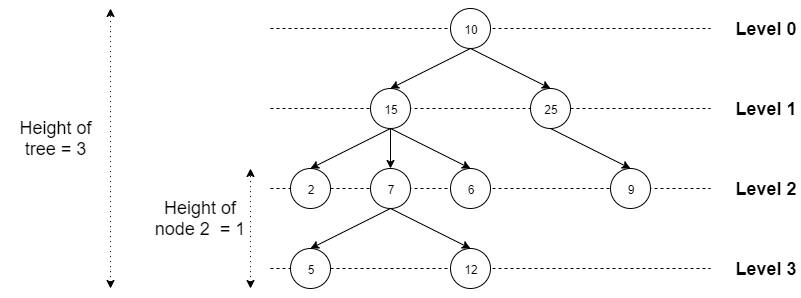 10
Level 0
15
25
Level 1
Height of
tree = 3
2
7
6
9
Level 2
Height of
node 2  = 1
5
12
Level 3